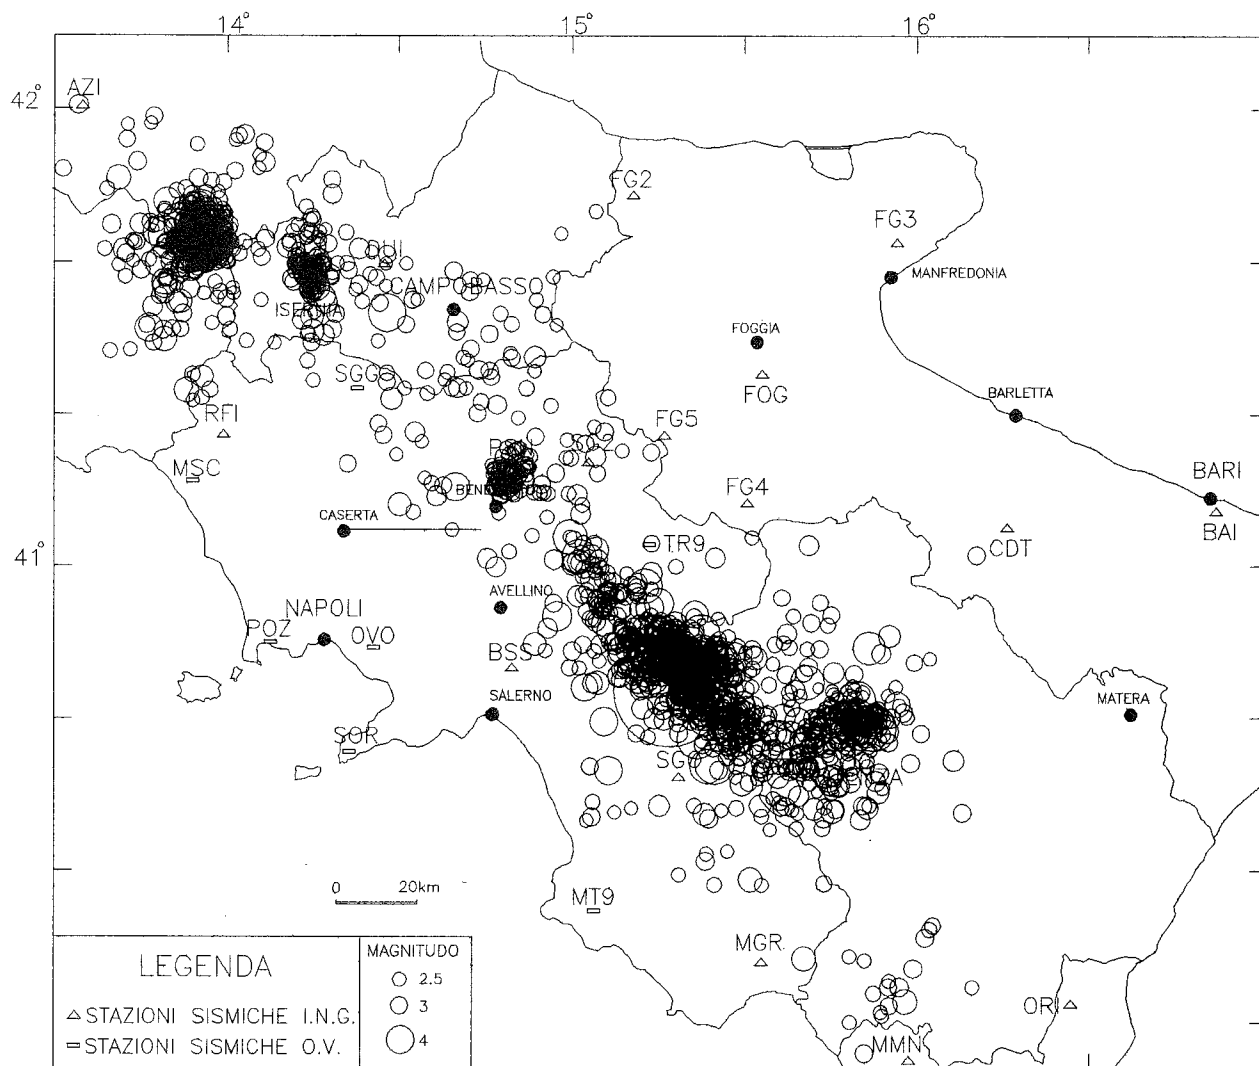 14°
15°
16°
42°
41°
AZI
FG2
FG3
MANFREDONIA
CAMPOBASSO
ISERNIA
FOGGIA
FOG
SGG
BARLETTA
RFI
FG5
MSC
FG4
BARI
BAI
CASERTA
TR9
CDT
AVELLINO
NAPOLI
POZ
OVO
BSS
SALERNO
MATERA
SOR
0 20km
MT9
MGR
ORI
MMN
LEGENDA
STAZIONI SISMICHE I.N.G.
STAZIONI SISMICHE O.V.
MAGNITUDO
2.5
3
4